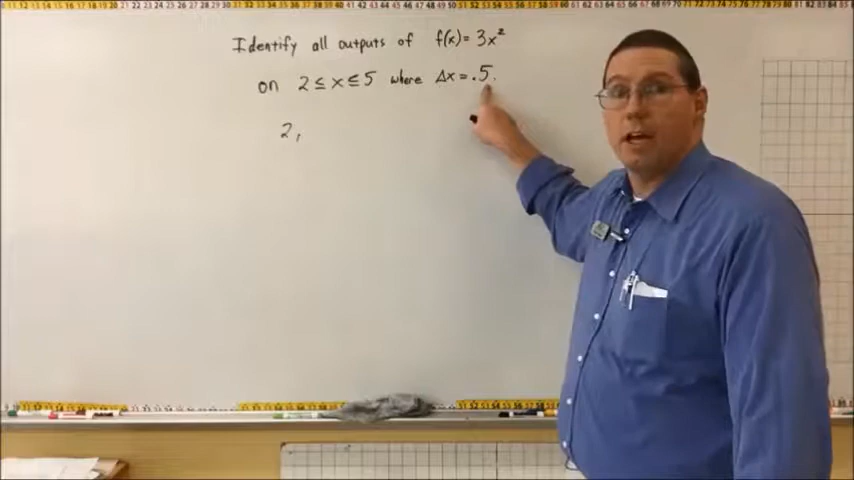 Identify all outputs of f(x)= 3x²
on 2 ≤ x ≤ 5 where Δx = .5.
2,